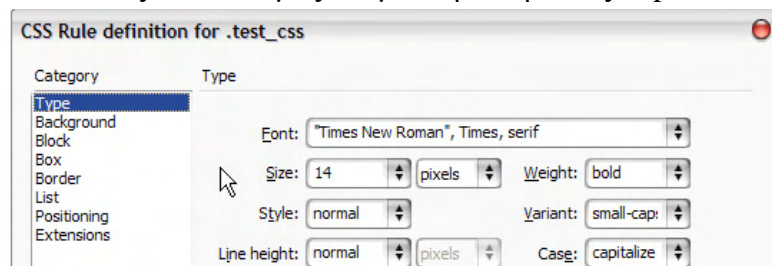 CSS Rule definition for .test_css
Category Type
Type
Background
Block
Box
Border
List
Positioning
Extensions
Font: "Times New Roman", Times, serif
Size: 14 pixels Weight: bold
Style: normal Variant: small-cap:
Line height: normal pixels Case: capitalize